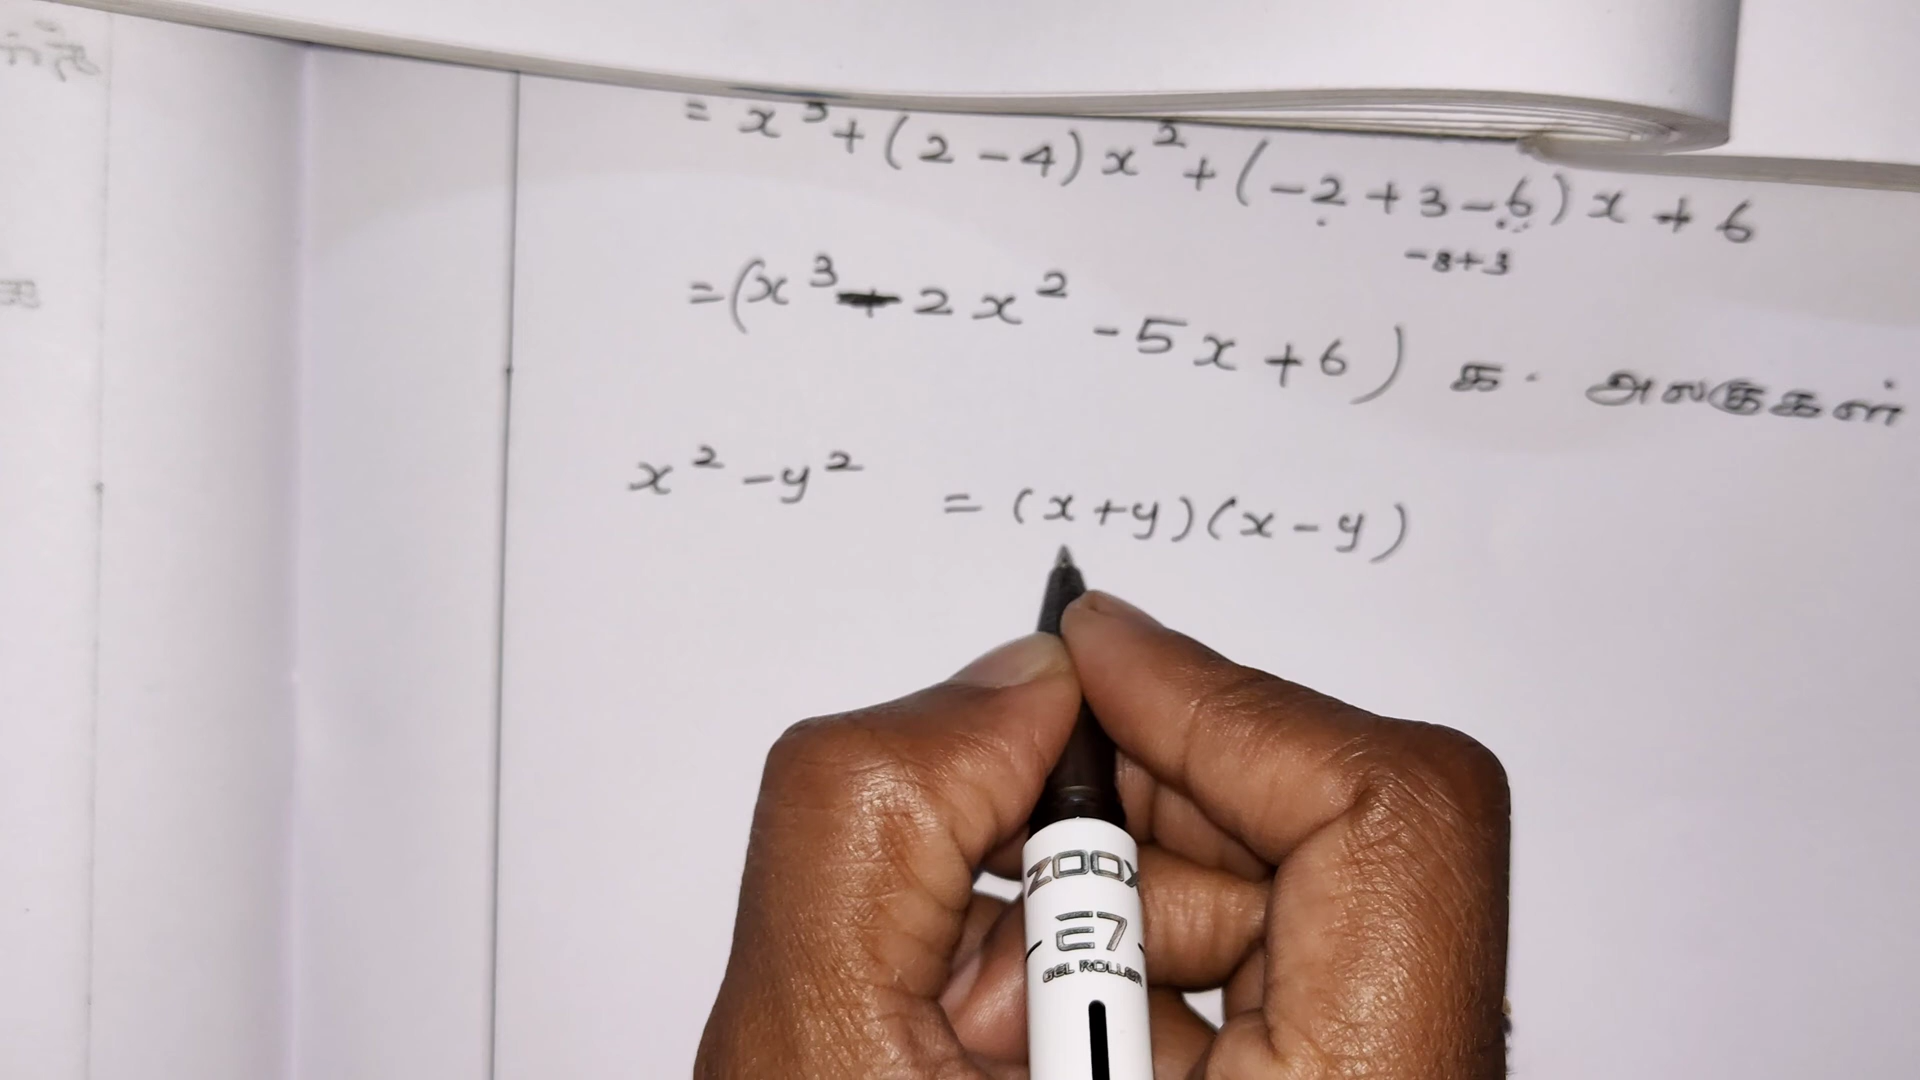 = x³ + (2 - 4) x² + (-2 + 3 - 6) x + 6
-8+3
= (x³ - 2x² - 5x + 6) க. அலகுகள்
x² - y² = (x + y)(x - y)
ZOOX
E7
GEL ROLLER